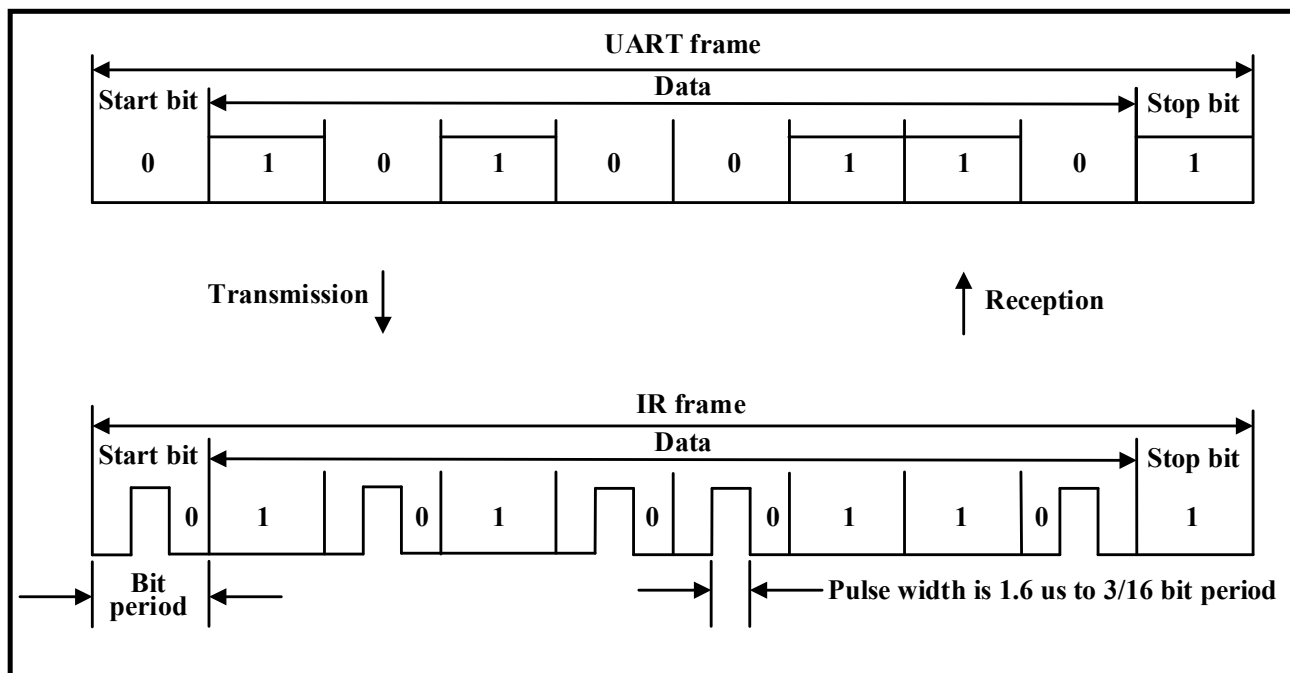 UART frame
Start bit Data Stop bit
0 1 0 1 0 0 1 1 0 1
Transmission Reception
IR frame
Start bit Data Stop bit
0 1 0 1 0 0 1 1 0 1
Bit
period
Pulse width is 1.6 us to 3/16 bit period